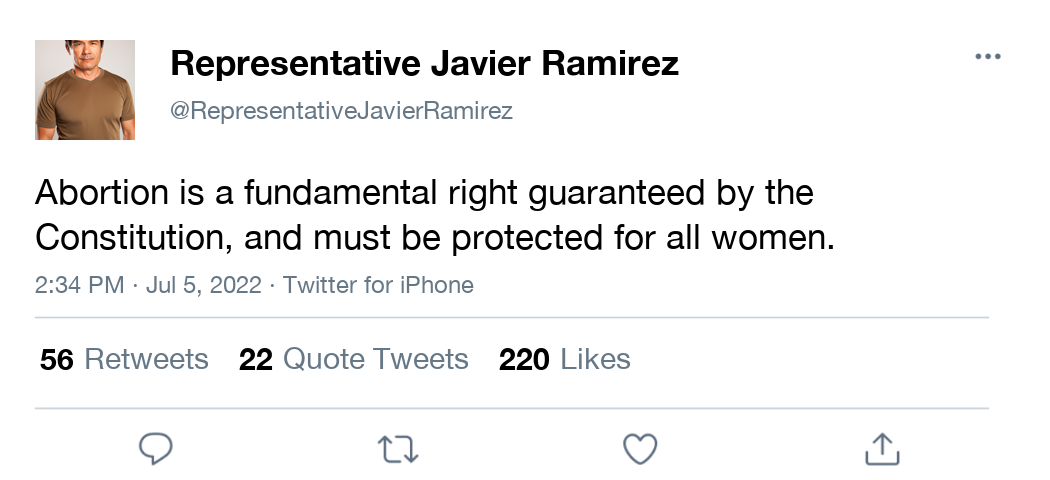 Representative Javier Ramirez
@RepresentativeJavierRamirez
Abortion is a fundamental right guaranteed by the
Constitution, and must be protected for all women.
2:34 PM · Jul 5, 2022 · Twitter for iPhone
56 Retweets 22 Quote Tweets 220 Likes